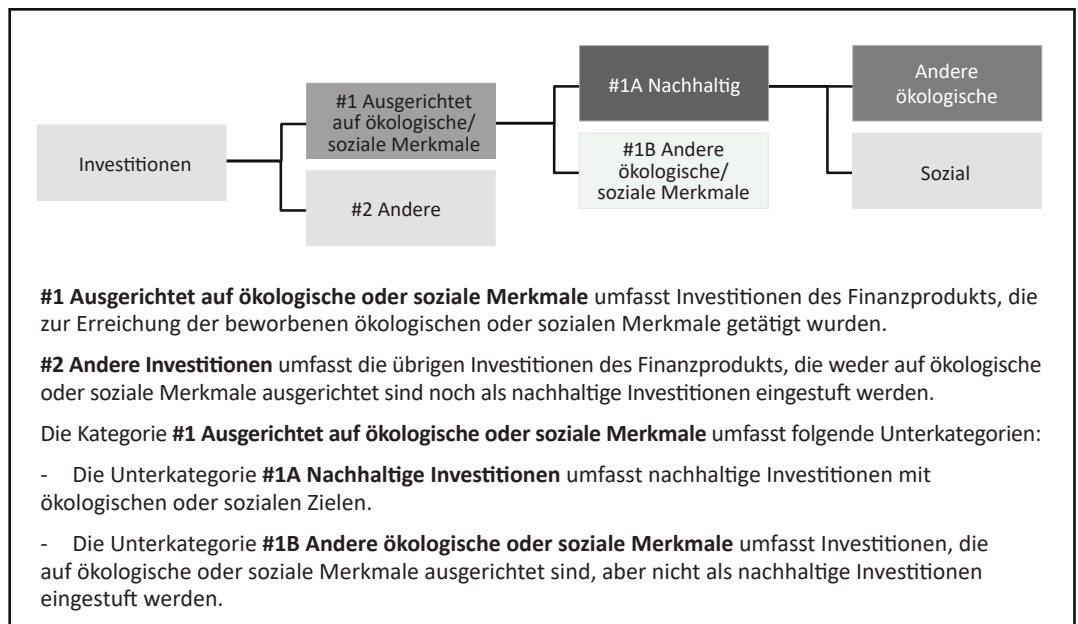 Investitionen
#1 Ausgerichtet
auf ökologische/
soziale Merkmale
#2 Andere
#1A Nachhaltig
#1B Andere
ökologische/
soziale Merkmale
Andere
ökologische
Sozial
#1 Ausgerichtet auf ökologische oder soziale Merkmale umfasst Investitionen des Finanzprodukts, die
zur Erreichung der beworbenen ökologischen oder sozialen Merkmale getätigt wurden.
#2 Andere Investitionen umfasst die übrigen Investitionen des Finanzprodukts, die weder auf ökologische
oder soziale Merkmale ausgerichtet sind noch als nachhaltige Investitionen eingestuft werden.
Die Kategorie #1 Ausgerichtet auf ökologische oder soziale Merkmale umfasst folgende Unterkategorien:
- Die Unterkategorie #1A Nachhaltige Investitionen umfasst nachhaltige Investitionen mit
ökologischen oder sozialen Zielen.
- Die Unterkategorie #1B Andere ökologische oder soziale Merkmale umfasst Investitionen, die
auf ökologische oder soziale Merkmale ausgerichtet sind, aber nicht als nachhaltige Investitionen
eingestuft werden.